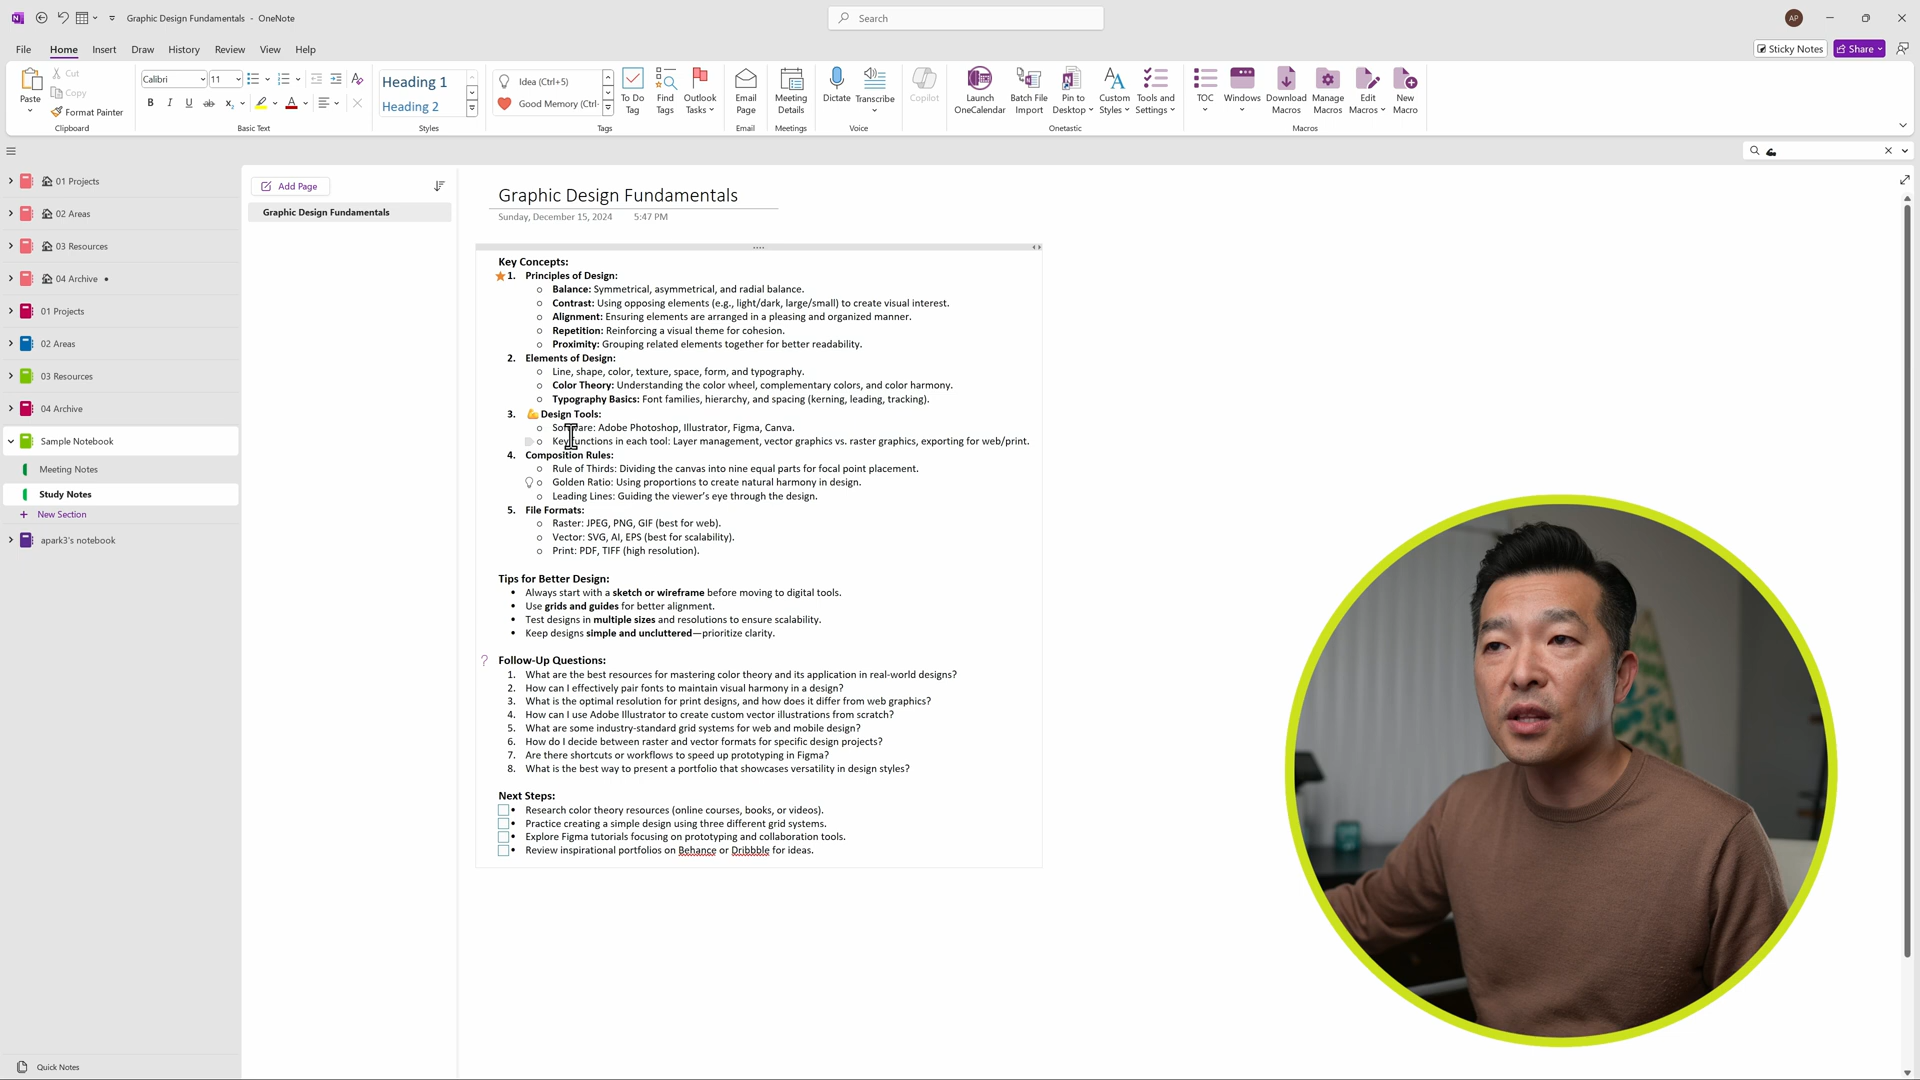 Graphic Design Fundamentals - OneNote
Search
AP
File Home Insert Draw History Review View Help
Sticky Notes Share
Paste
Cut
Copy
Format Painter
Clipboard
Calibri 11
B I U ab x₂ A
Basic Text
Heading 1
Heading 2
Styles
Idea (Ctrl+5)
Good Memory (Ctrl-
To Do Tag
Find Tags
Outlook Tasks
Tags
Email Page
Email
Meeting Details
Meetings
Dictate
Transcribe
Voice
Copilot
Launch OneCalendar
Batch File Import
Pin to Desktop
Custom Styles
Tools and Settings
Onetastic
TOC
Windows
Download Macros
Manage Macros
Edit Macros
New Macro
Macros
01 Projects
02 Areas
03 Resources
04 Archive
01 Projects
02 Areas
03 Resources
04 Archive
Sample Notebook
Meeting Notes
Study Notes
+ New Section
apark3's notebook
Quick Notes
Add Page
Graphic Design Fundamentals
Graphic Design Fundamentals
Sunday, December 15, 2024 5:47 PM
Key Concepts:
1. Principles of Design:
○ Balance: Symmetrical, asymmetrical, and radial balance.
○ Contrast: Using opposing elements (e.g., light/dark, large/small) to create visual interest.
○ Alignment: Ensuring elements are arranged in a pleasing and organized manner.
○ Repetition: Reinforcing a visual theme for cohesion.
○ Proximity: Grouping related elements together for better readability.
2. Elements of Design:
○ Line, shape, color, texture, space, form, and typography.
○ Color Theory: Understanding the color wheel, complementary colors, and color harmony.
○ Typography Basics: Font families, hierarchy, and spacing (kerning, leading, tracking).
3. 💪Design Tools:
○ Software: Adobe Photoshop, Illustrator, Figma, Canva.
○ Key functions in each tool: Layer management, vector graphics vs. raster graphics, exporting for web/print.
4. Composition Rules:
○ Rule of Thirds: Dividing the canvas into nine equal parts for focal point placement.
○ Golden Ratio: Using proportions to create natural harmony in design.
○ Leading Lines: Guiding the viewer's eye through the design.
5. File Formats:
○ Raster: JPEG, PNG, GIF (best for web).
○ Vector: SVG, AI, EPS (best for scalability).
○ Print: PDF, TIFF (high resolution).
Tips for Better Design:
• Always start with a sketch or wireframe before moving to digital tools.
• Use grids and guides for better alignment.
• Test designs in multiple sizes and resolutions to ensure scalability.
• Keep designs simple and uncluttered—prioritize clarity.
? Follow-Up Questions:
1. What are the best resources for mastering color theory and its application in real-world designs?
2. How can I effectively pair fonts to maintain visual harmony in a design?
3. What is the optimal resolution for print designs, and how does it differ from web graphics?
4. How can I use Adobe Illustrator to create custom vector illustrations from scratch?
5. What are some industry-standard grid systems for web and mobile design?
6. How do I decide between raster and vector formats for specific design projects?
7. Are there shortcuts or workflows to speed up prototyping in Figma?
8. What is the best way to present a portfolio that showcases versatility in design styles?
Next Steps:
• Research color theory resources (online courses, books, or videos).
• Practice creating a simple design using three different grid systems.
• Explore Figma tutorials focusing on prototyping and collaboration tools.
• Review inspirational portfolios on Behance or Dribbble for ideas.